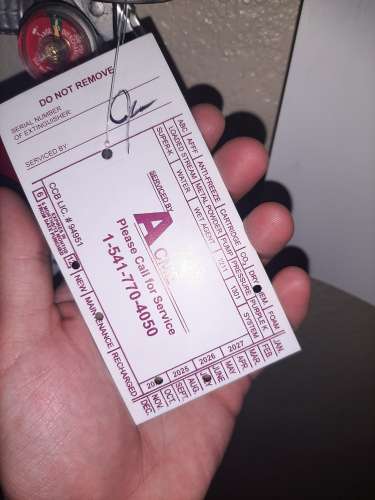 DO NOT REMOVE
SERIAL NUMBER
OF EXTINGUISHER:
SERVICED BY
ABC AFFF ANTI-FREEZE CARTRIDGE CO2 DRY CHEM FOAM
LOADED STREAM METAL POWDER PUMP PRESSURE PURPLE K
SUPER-K WATER WET AGENT 1211 1301 SYSTEM
SERVICED BY
A
Please Call for Service
1-541-770-4050
CCB LIC. # 94951
6
NEW MAINTENANCE RECHARGED
2025 2026 2027
JAN.
FEB.
MAR.
APR.
MAY
JUNE
AUG.
SEPT.
OCT.
NOV.
DEC.